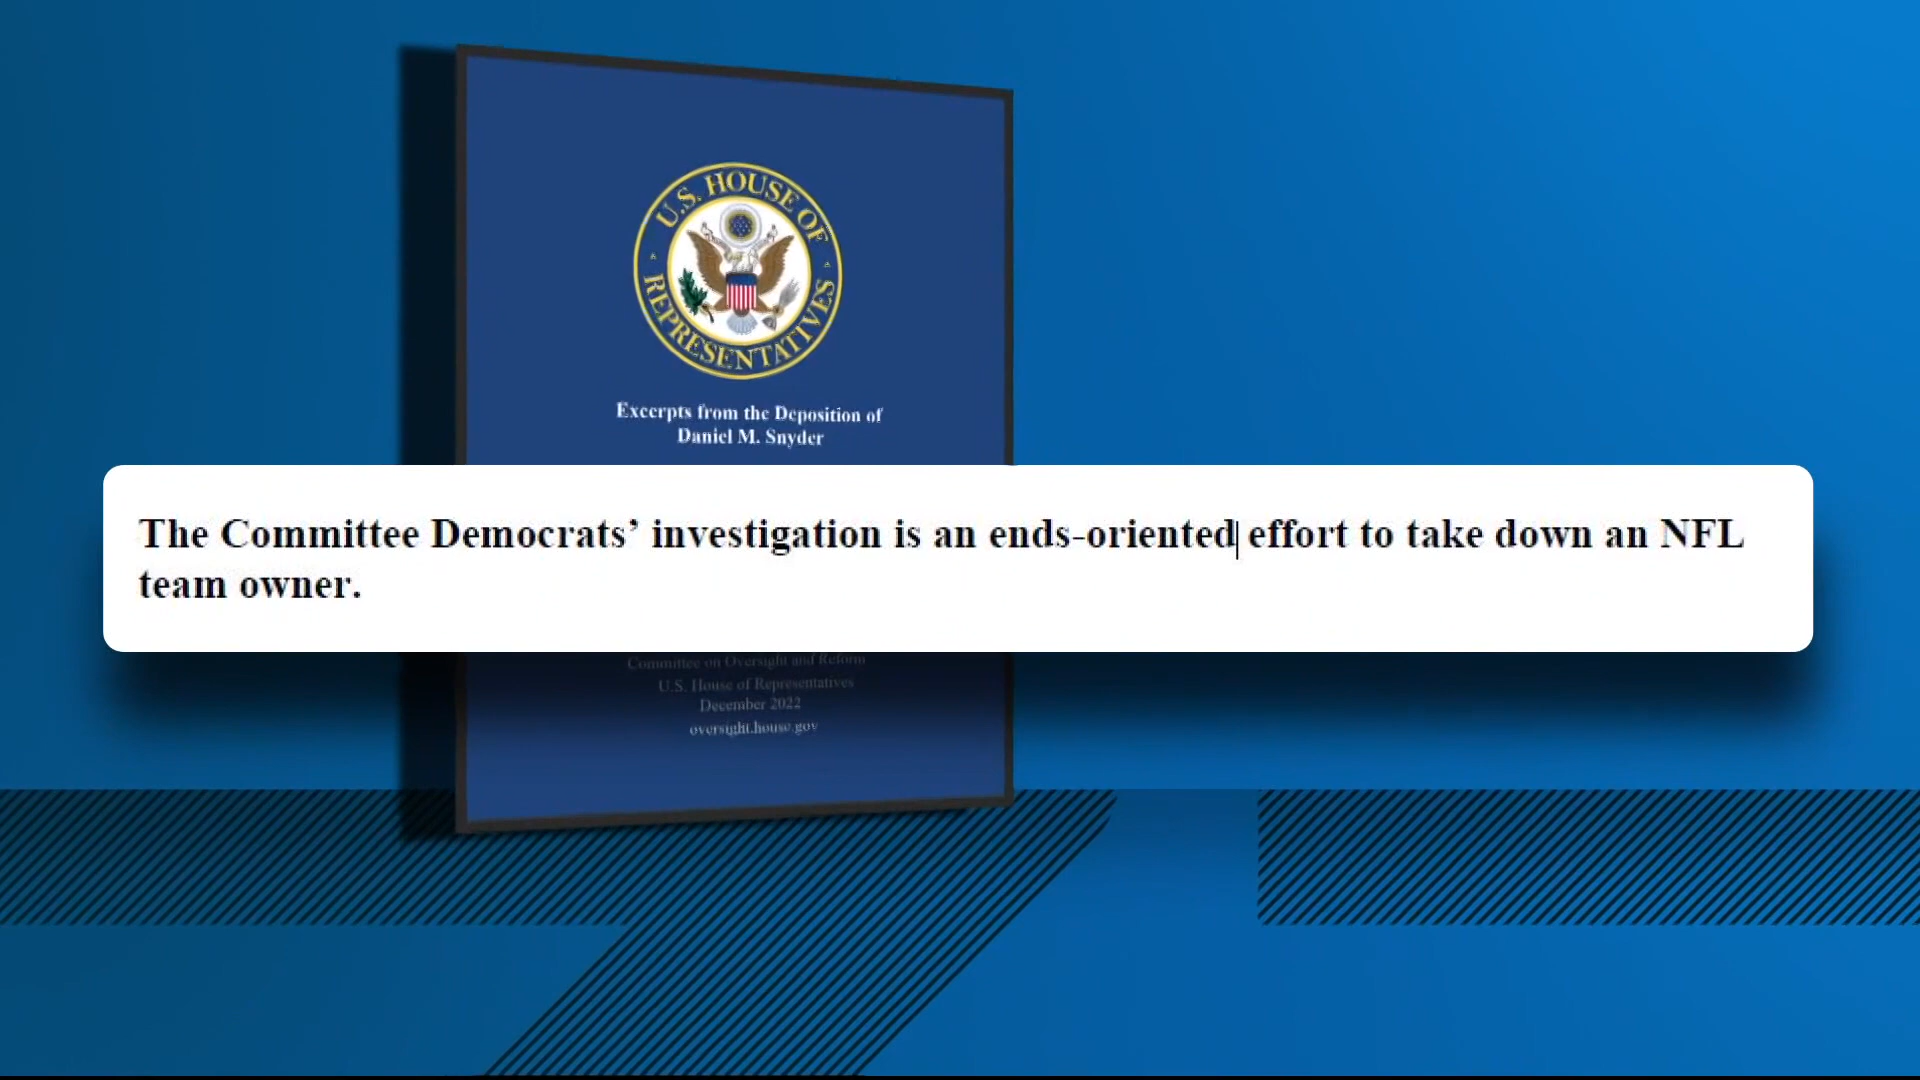 U.S. HOUSE OF
REPRESENTATIVES
Excerpts from the Deposition of
Daniel M. Snyder
The Committee Democrats’ investigation is an ends-oriented effort to take down an NFL
team owner.
Committee on Oversight and Reform
U.S. House of Representatives
December 2022
oversight.house.gov